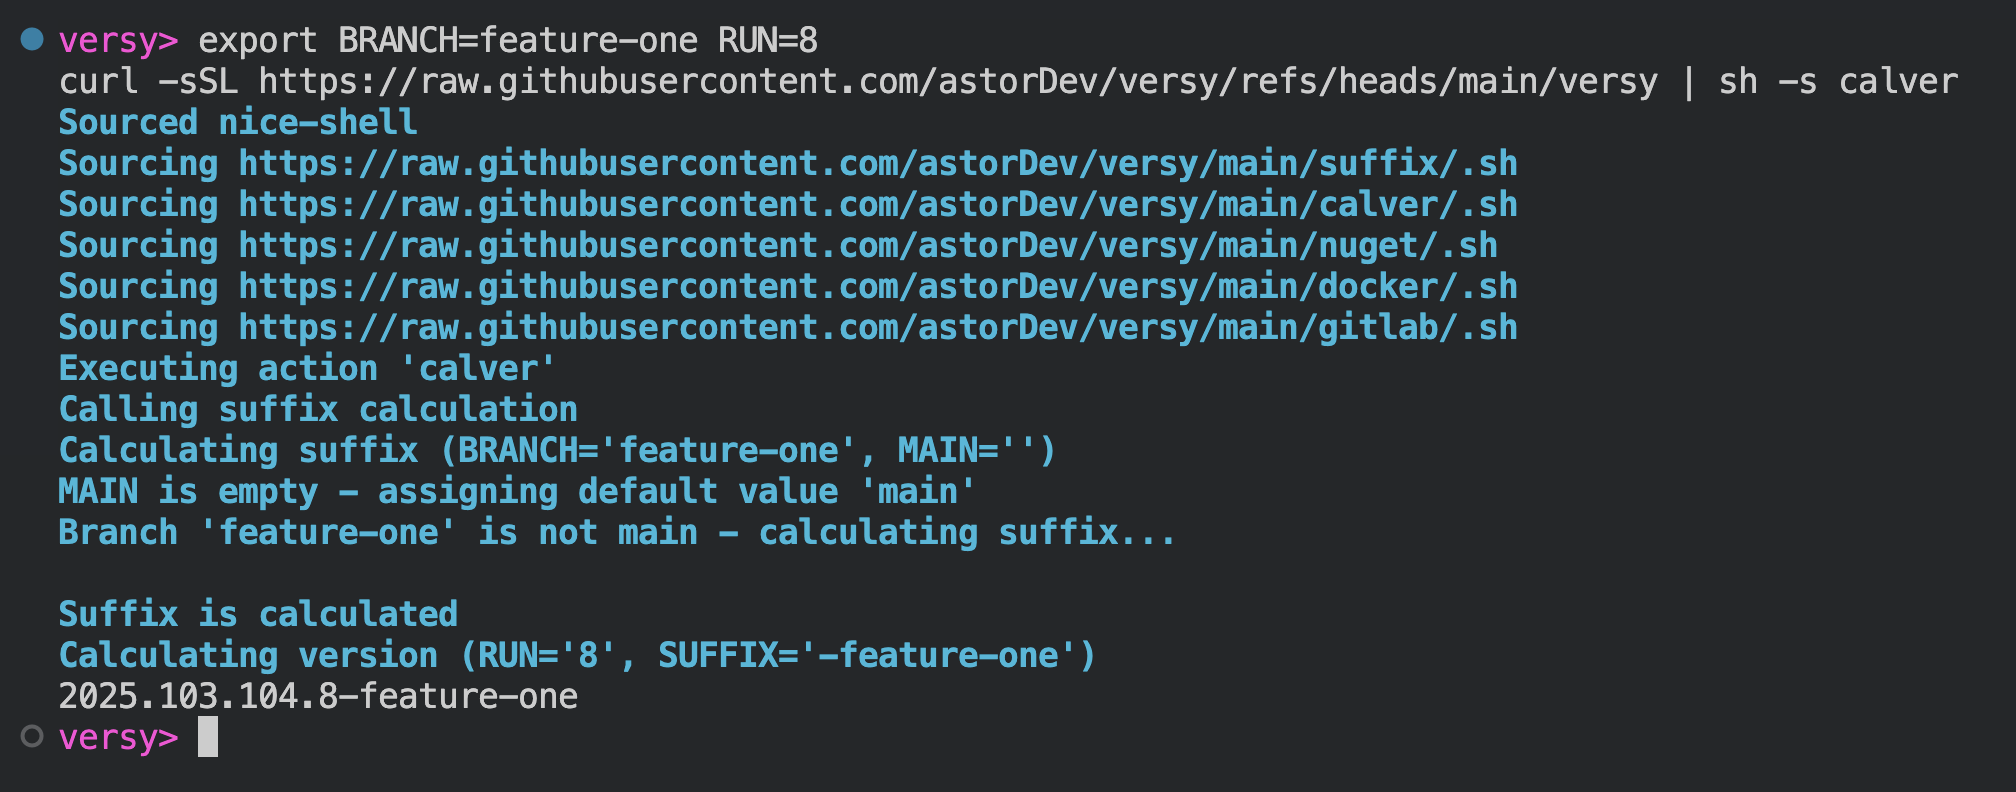 versy> export BRANCH=feature-one RUN=8
curl -sSL https://raw.githubusercontent.com/astorDev/versy/refs/heads/main/versy | sh -s calver
Sourced nice-shell
Sourcing https://raw.githubusercontent.com/astorDev/versy/main/suffix/.sh
Sourcing https://raw.githubusercontent.com/astorDev/versy/main/calver/.sh
Sourcing https://raw.githubusercontent.com/astorDev/versy/main/nuget/.sh
Sourcing https://raw.githubusercontent.com/astorDev/versy/main/docker/.sh
Sourcing https://raw.githubusercontent.com/astorDev/versy/main/gitlab/.sh
Executing action 'calver'
Calling suffix calculation
Calculating suffix (BRANCH='feature-one', MAIN='')
MAIN is empty - assigning default value 'main'
Branch 'feature-one' is not main - calculating suffix...
Suffix is calculated
Calculating version (RUN='8', SUFFIX='-feature-one')
2025.103.104.8-feature-one
versy>